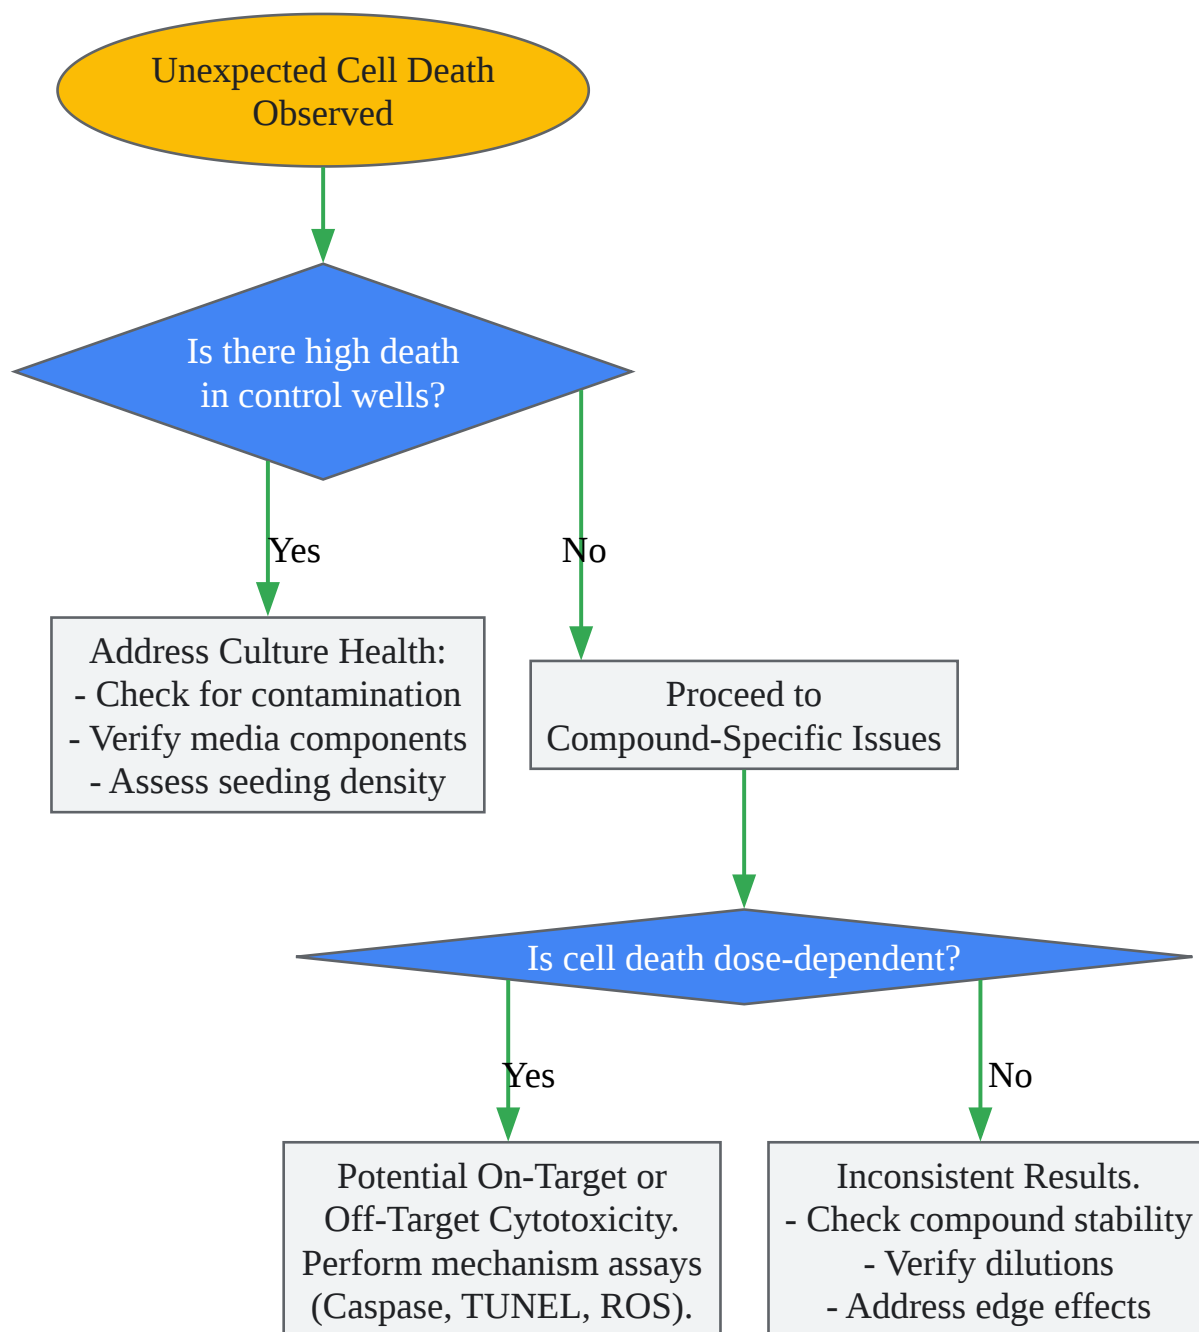 Unexpected Cell Death
Observed
Is there high death
in control wells?
Yes
No
Address Culture Health:
- Check for contamination
- Verify media components
- Assess seeding density
Proceed to
Compound-Specific Issues
Is cell death dose-dependent?
Yes
No
Potential On-Target or
Off-Target Cytotoxicity.
Perform mechanism assays
(Caspase, TUNEL, ROS).
Inconsistent Results.
- Check compound stability
- Verify dilutions
- Address edge effects